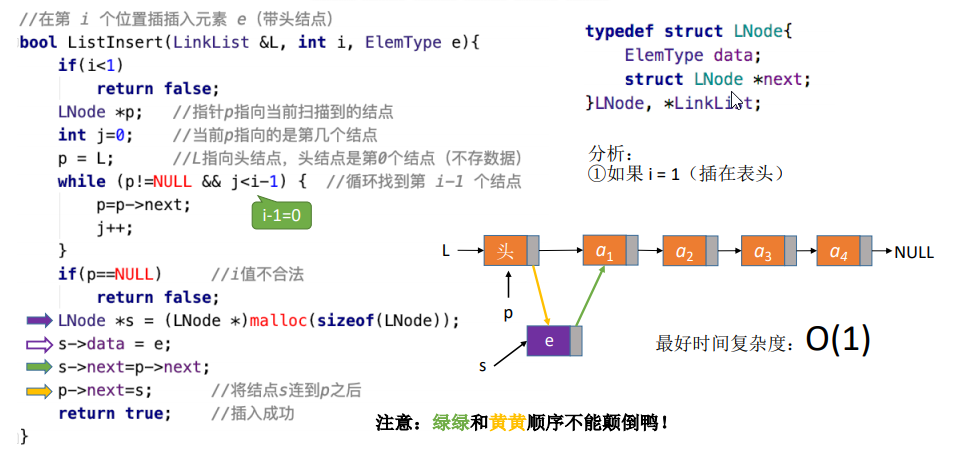 //在第 i 个位置插插入元素 e（带头结点）
bool ListInsert(LinkList &L, int i, ElemType e){
if(i<1)
return false;
LNode *p; //指针p指向当前扫描到的结点
int j=0; //当前p指向的是第几个结点
p = L; //L指向头结点，头结点是第0个结点（不存数据）
while (p!=NULL && j<i-1) { //循环找到第 i-1 个结点
p=p->next;
j++;
}
i-1=0
if(p==NULL) //i值不合法
return false;
LNode *s = (LNode *)malloc(sizeof(LNode));
s->data = e;
s->next=p->next;
p->next=s; //将结点s连到p之后
return true; //插入成功
}
typedef struct LNode{
ElemType data;
struct LNode *next;
}LNode, *LinkList;
分析：
①如果 i = 1（插在表头）
L 头 a1 a2 a3 a4 NULL
p
e
s
最好时间复杂度：O(1)
注意：绿绿和黄黄顺序不能颠倒鸭！